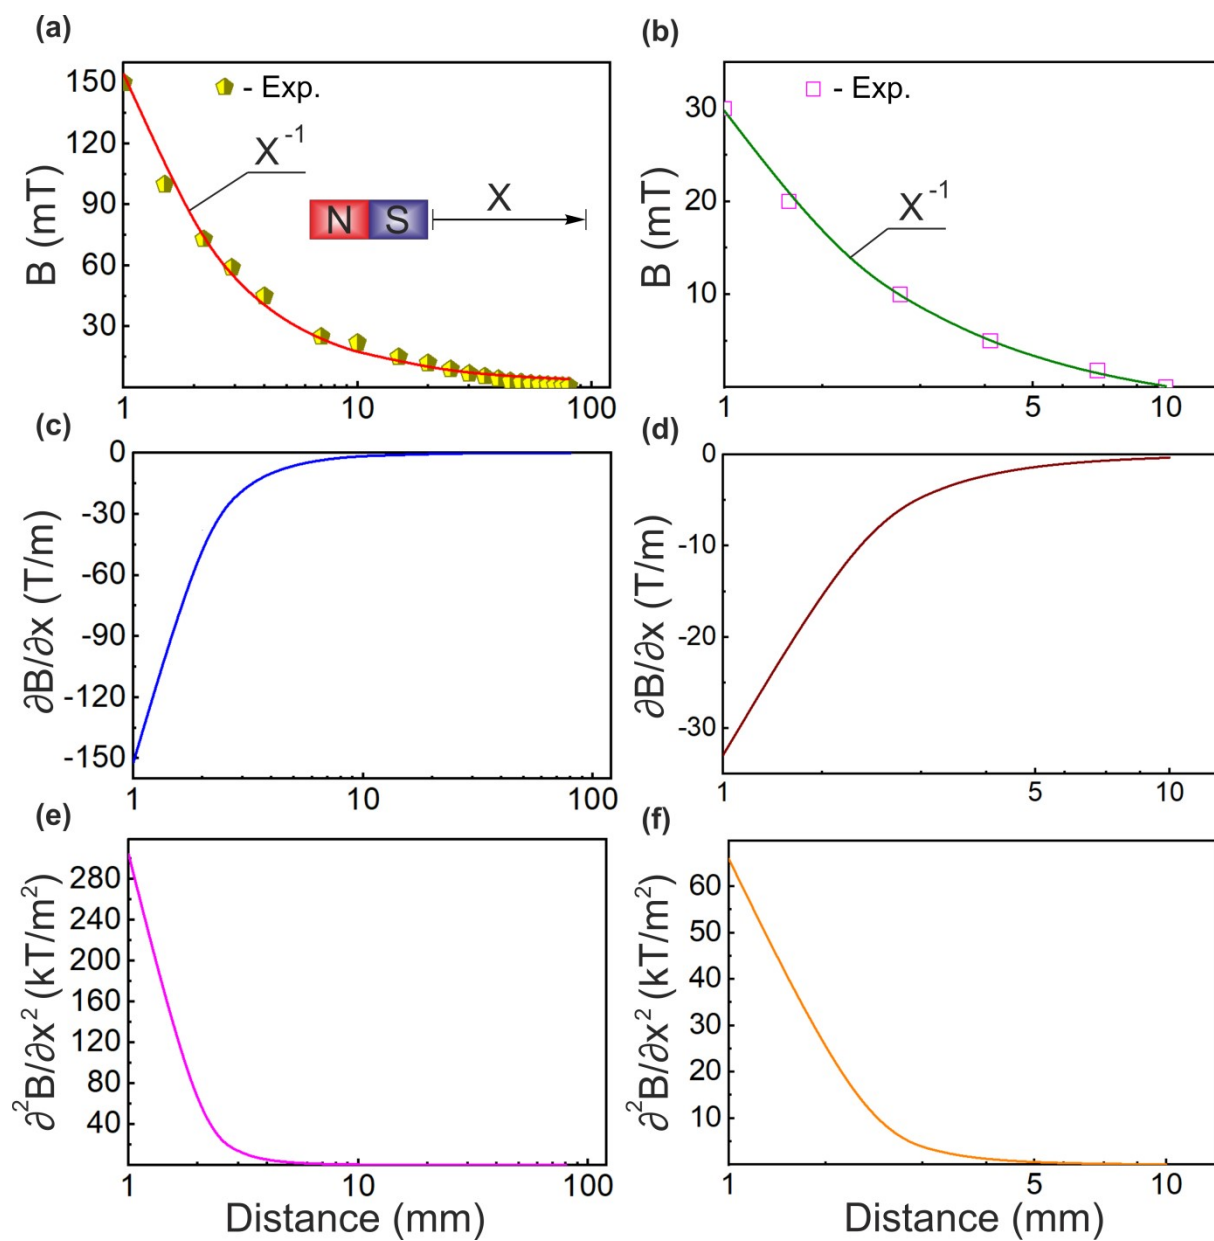 (a)
150
120
90
60
30
B (mT)
- Exp.
X⁻¹
N S
X
1 10 100
(b)
30
20
10
B (mT)
- Exp.
X⁻¹
1 5 10
(c)
0
-30
-60
-90
-120
-150
∂B/∂x (T/m)
1 10 100
(d)
0
-10
-20
-30
∂B/∂x (T/m)
1 5 10
(e)
280
240
200
160
120
80
40
∂²B/∂x² (kT/m²)
1 10 100
Distance (mm)
(f)
60
50
40
30
20
10
∂²B/∂x² (kT/m²)
1 5 10
Distance (mm)